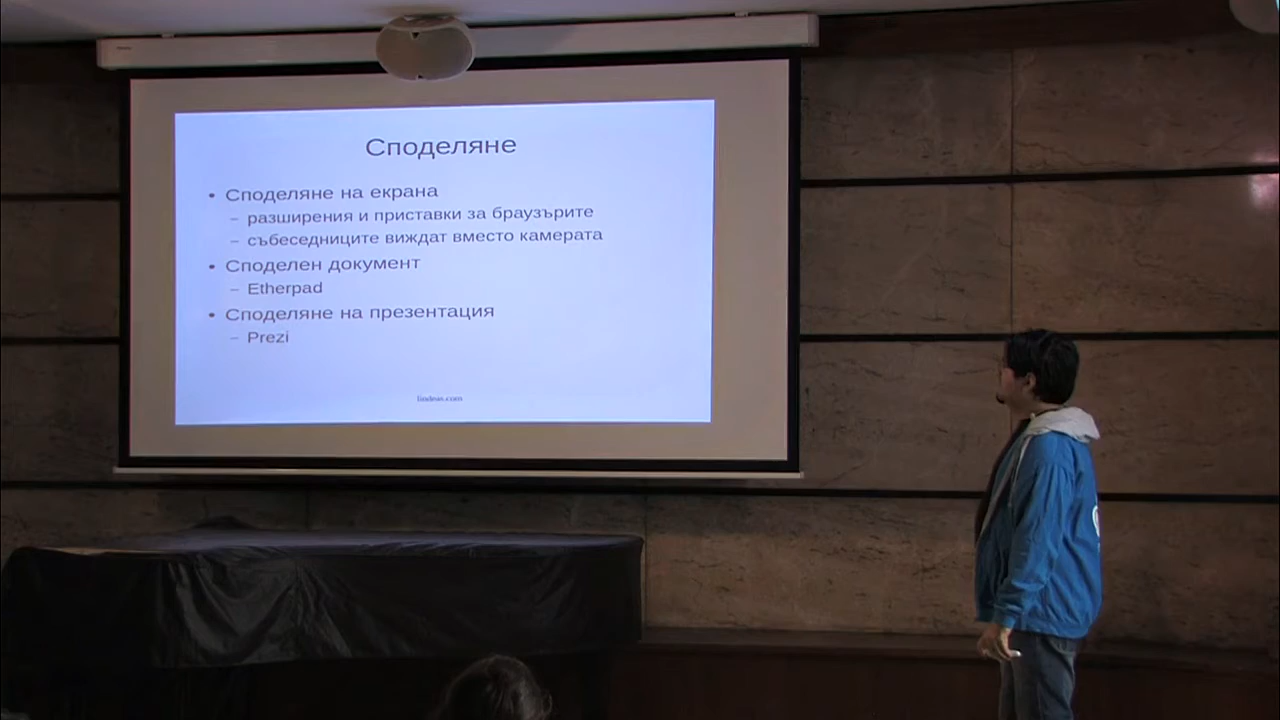 Споделяне
• Споделяне на екрана
– разширения и приставки за браузърите
– събеседниците виждат вместо камерата
• Споделен документ
– Etherpad
• Споделяне на презентация
– Prezi